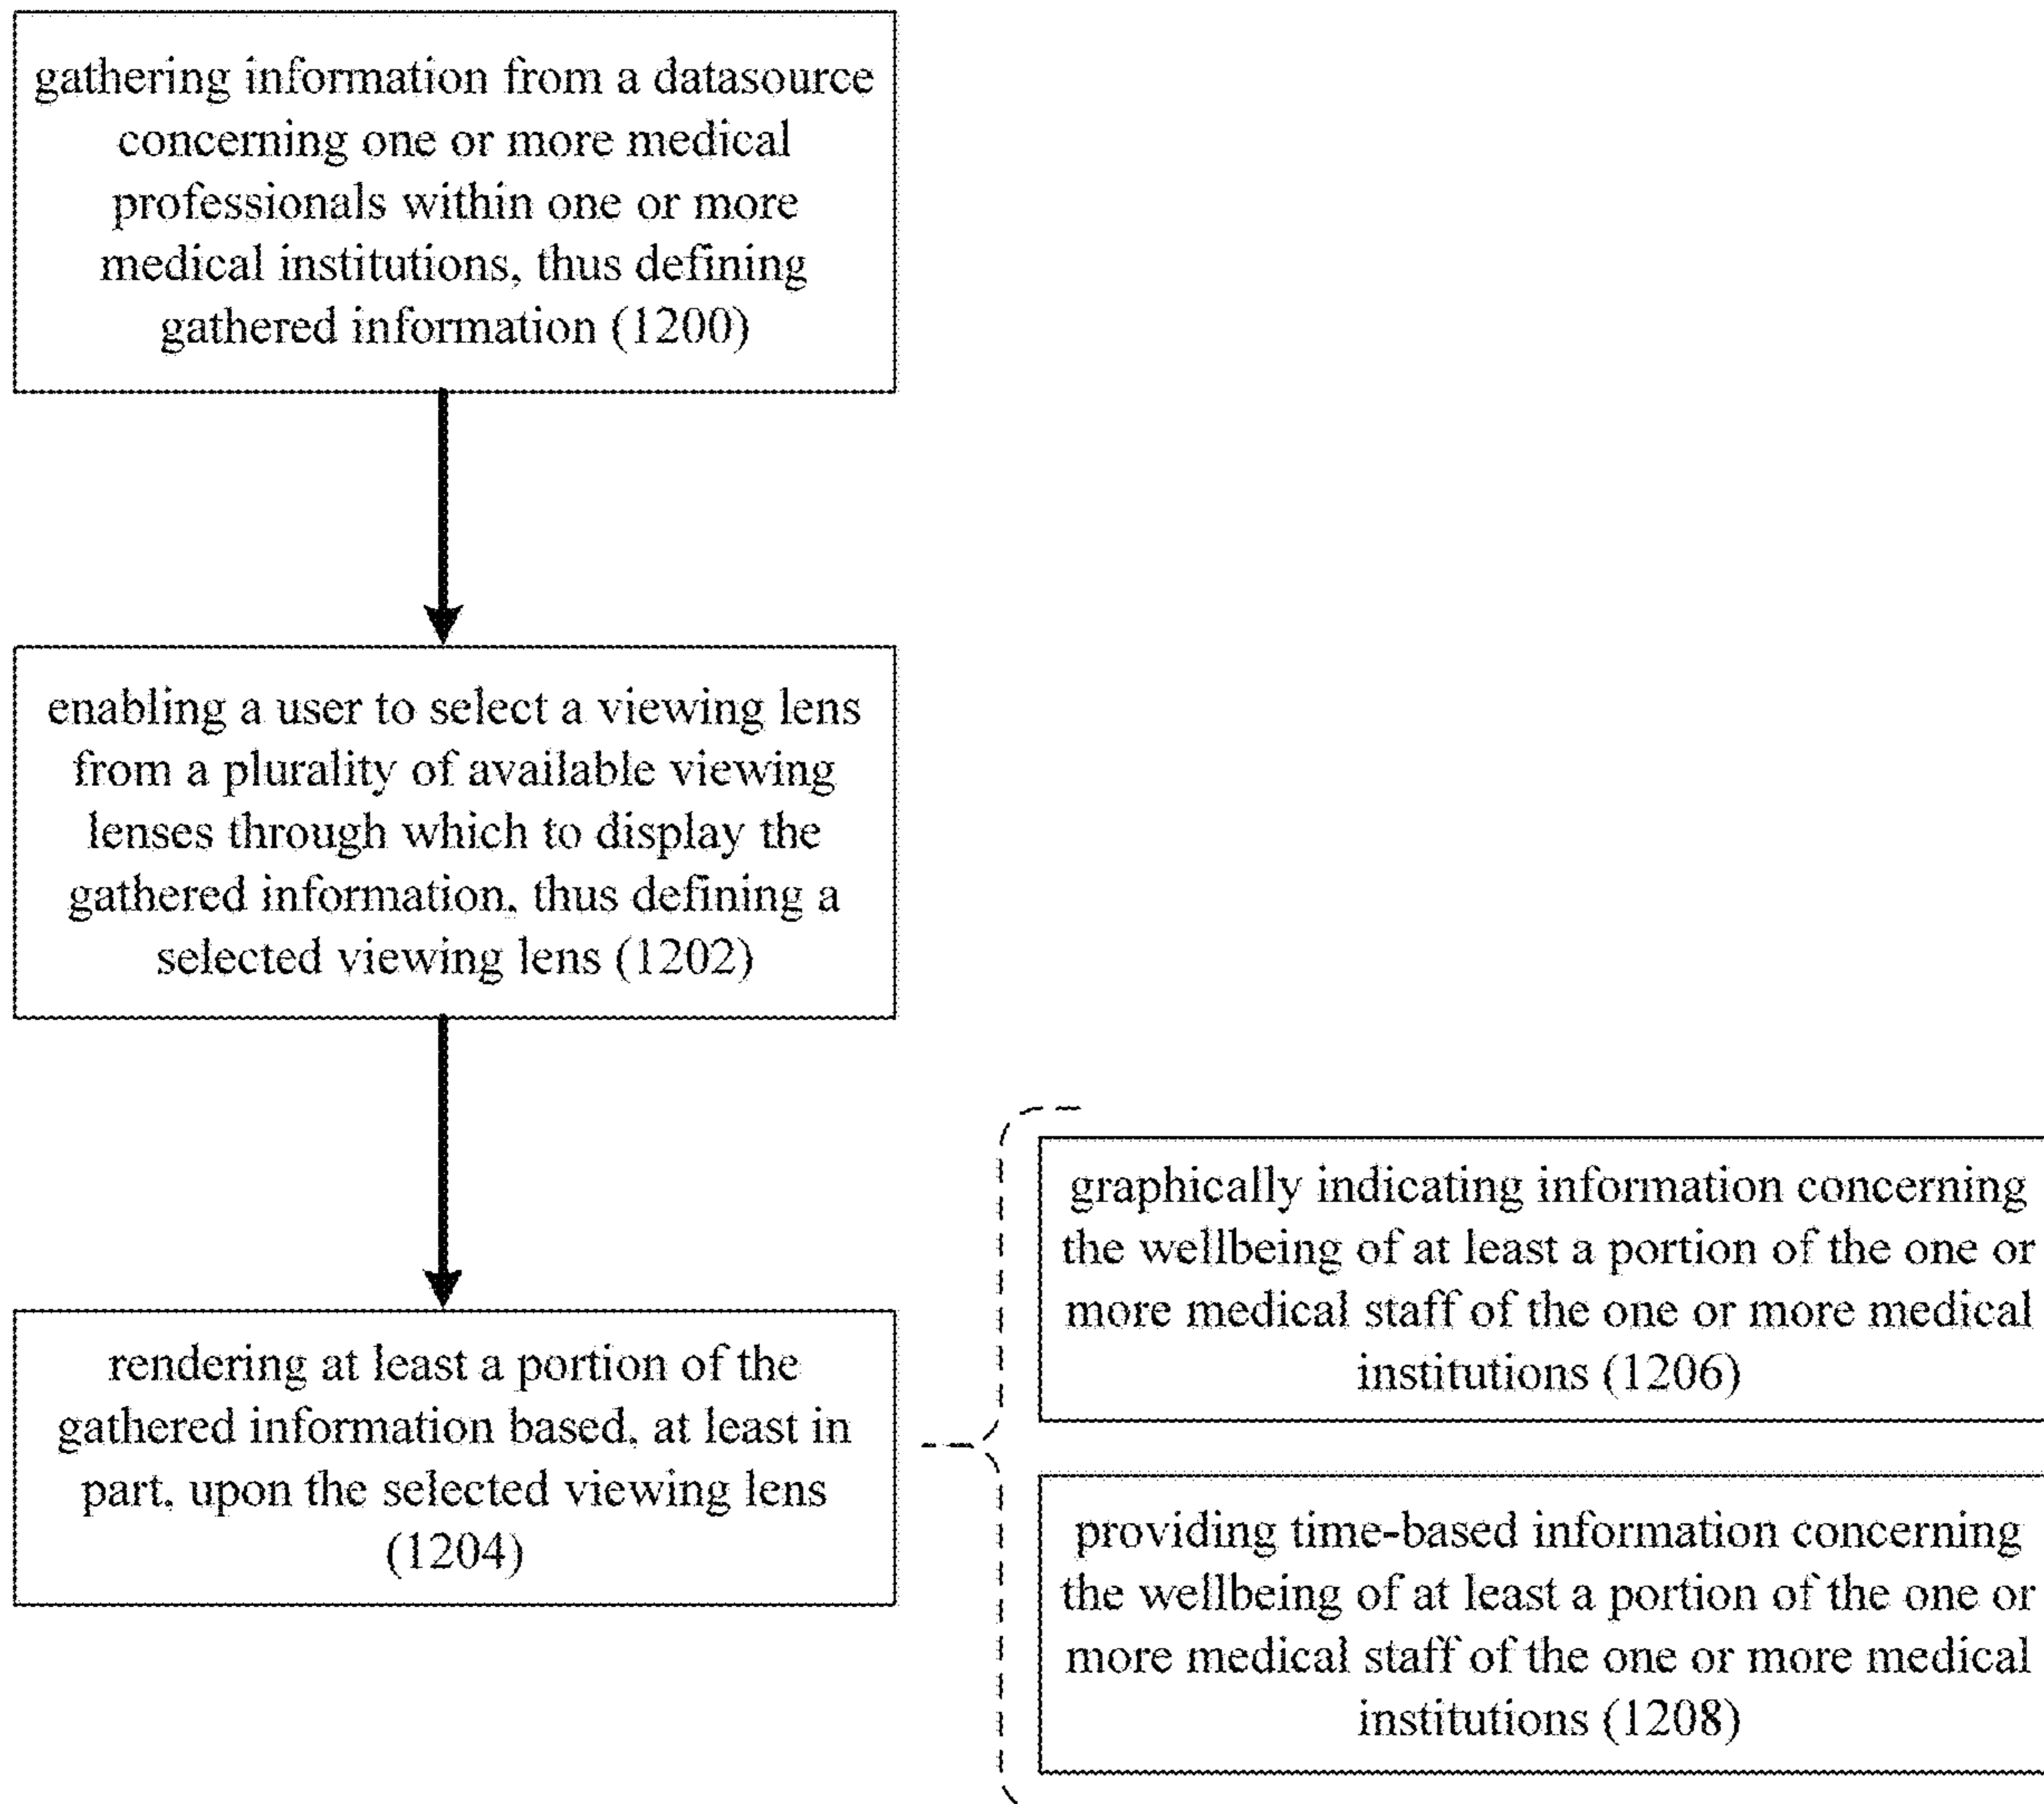 gathering information from a datasource
concerning one or more medical
professionals within one or more
medical institutions, thus defining
gathered information (1200)
enabling a user to select a viewing lens
from a plurality of available viewing
lenses through which to display the
gathered information, thus defining a
selected viewing lens (1202)
rendering at least a portion of the
gathered information based, at least in
part, upon the selected viewing lens
(1204)
graphically indicating information concerning
the wellbeing of at least a portion of the one or
more medical staff of the one or more medical
institutions (1206)
providing time-based information concerning
the wellbeing of at least a portion of the one or
more medical staff of the one or more medical
institutions (1208)